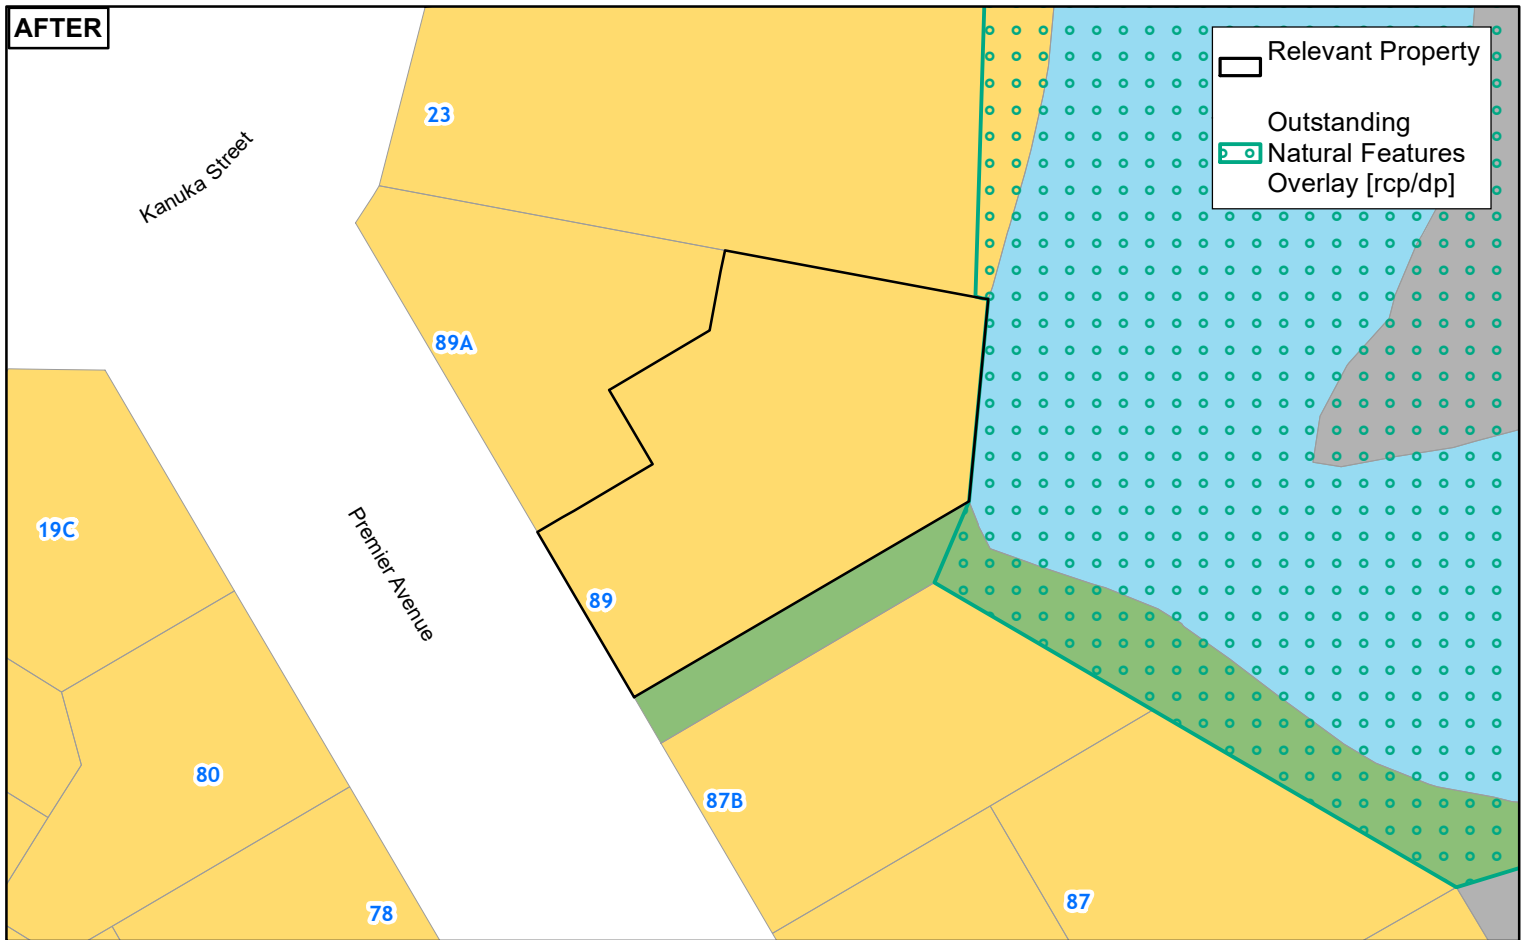 AFTER
Relevant Property
Outstanding
Natural Features
Overlay [rcp/dp]
23
Kanuka Street
89A
19C
Premier Avenue
89
80
87B
78
87